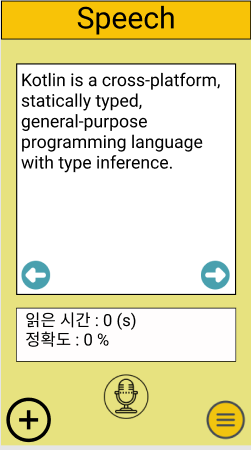 Speech
Kotlin is a cross-platform,
statically typed,
general-purpose
programming language
with type inference.
읽은 시간 : 0 (s)
정확도 : 0 %